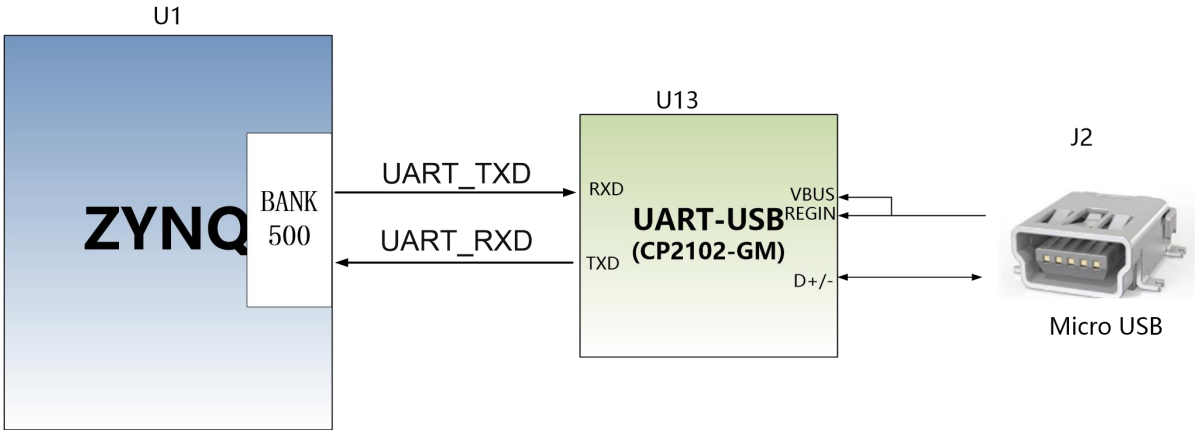 U1
ZYNQ
BANK
500
UART_TXD
UART_RXD
U13
RXD
TXD
UART-USB
(CP2102-GM)
VBUS
REGIN
D+/-
J2
Micro USB